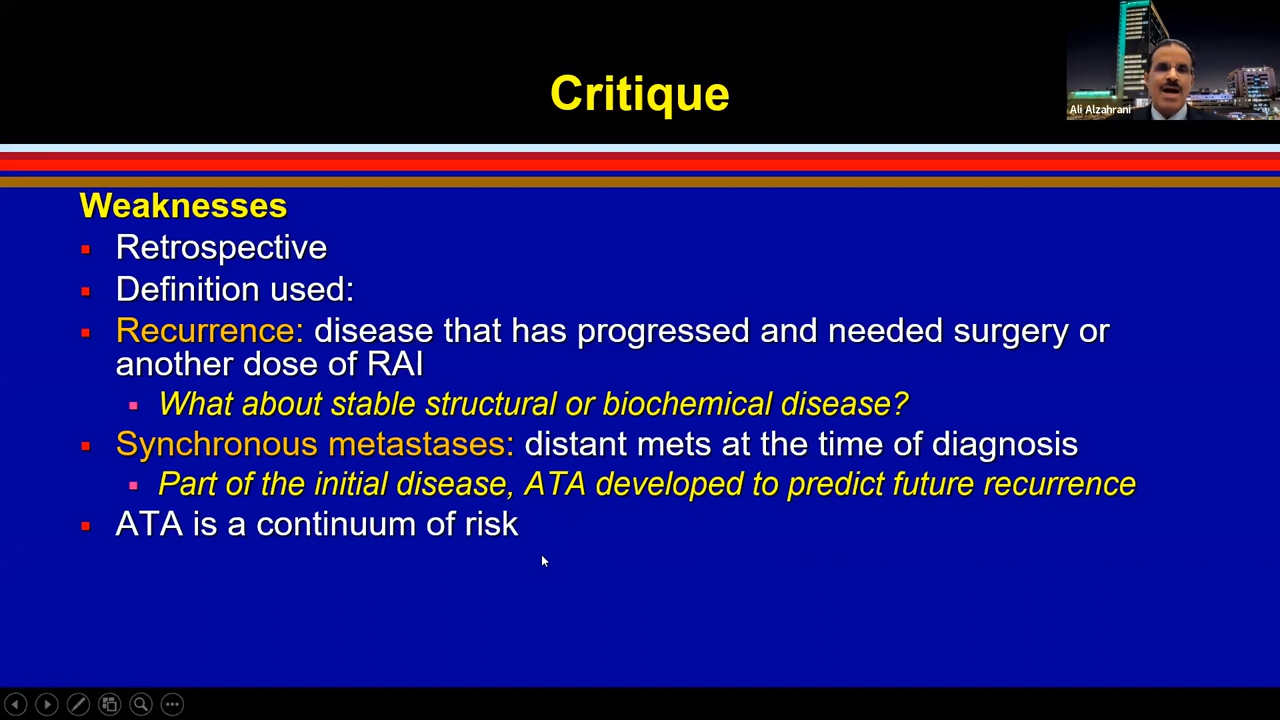 Critique
Ali Alzahrani
Weaknesses
Retrospective
Definition used:
Recurrence: disease that has progressed and needed surgery or
another dose of RAI
What about stable structural or biochemical disease?
Synchronous metastases: distant mets at the time of diagnosis
Part of the initial disease, ATA developed to predict future recurrence
ATA is a continuum of risk